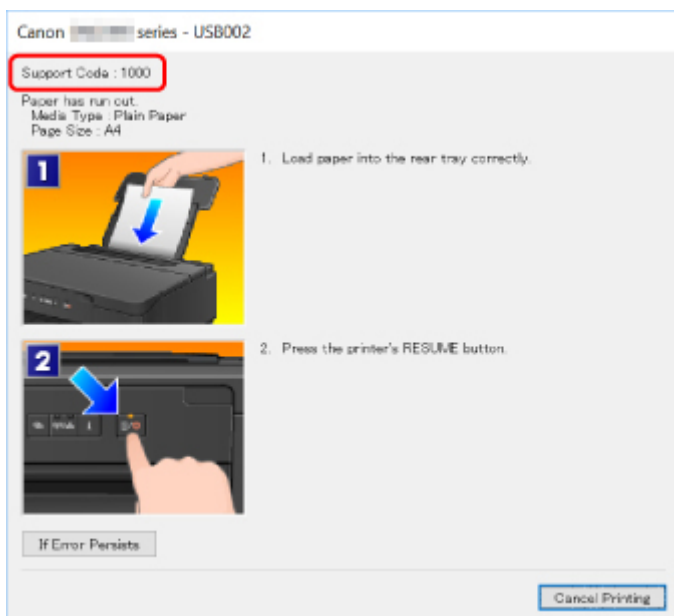 Canon series - USB002
Support Code : 1000
Paper has run out.
Media Type : Plain Paper
Page Size : A4
1
1. Load paper into the rear tray correctly.
2
2. Press the printer's RESUME button.
If Error Persists
Cancel Printing